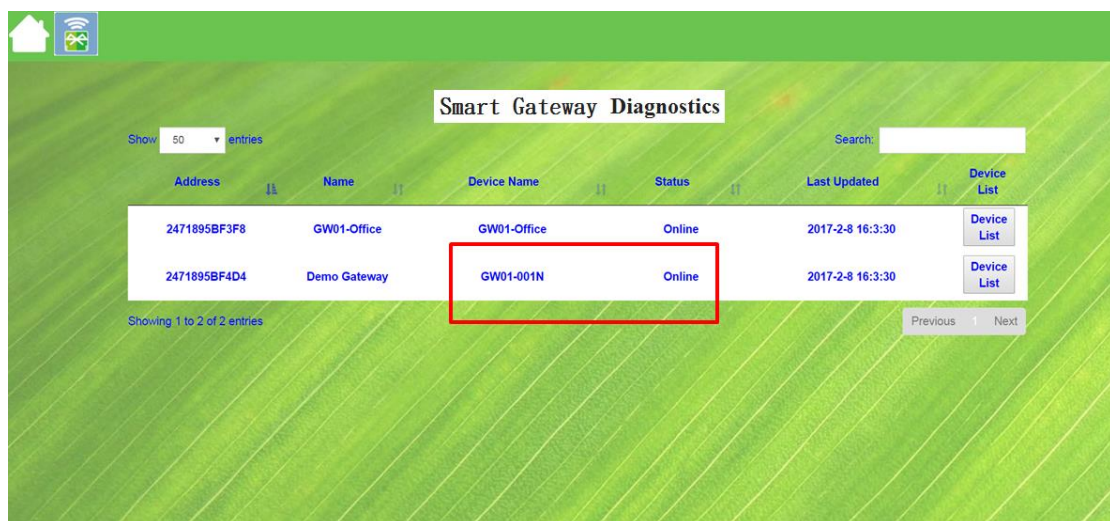 Smart Gateway Diagnostics
Show 50 entries Search:
Address Name Device Name Status Last Updated Device List
2471895BF3F8 GW01-Office GW01-Office Online 2017-2-8 16:3:30 Device List
2471895BF4D4 Demo Gateway GW01-001N Online 2017-2-8 16:3:30 Device List
Showing 1 to 2 of 2 entries Previous 1 Next